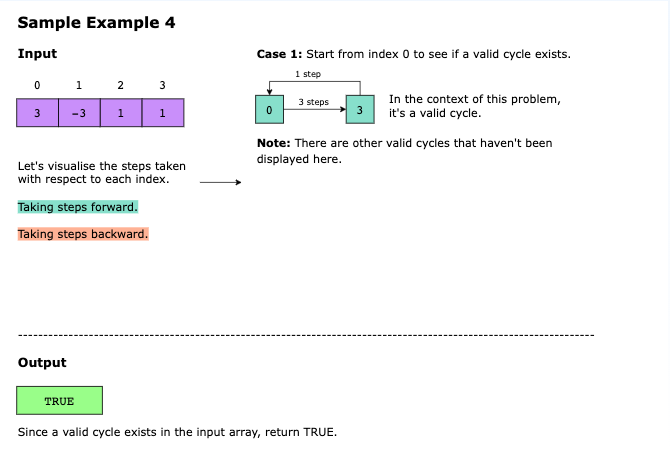 Sample Example 4
Input
0 1 2 3
3 −3 1 1
Let's visualise the steps taken
with respect to each index.
Taking steps forward.
Taking steps backward.
Case 1: Start from index 0 to see if a valid cycle exists.
1 step
0 3 steps 3
In the context of this problem,
it's a valid cycle.
Note: There are other valid cycles that haven't been
displayed here.
Output
TRUE
Since a valid cycle exists in the input array, return TRUE.